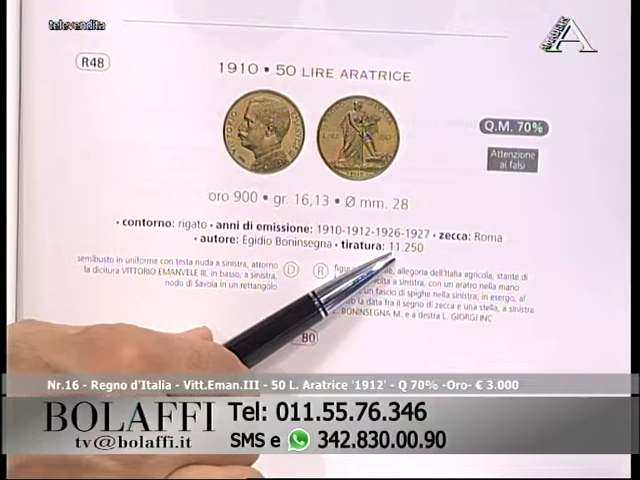 televendita
R48
1910 • 50 LIRE ARATRICE
Q.M. 70%
Attenzione
ai falsi
oro 900 • gr. 16,13 • Ø mm. 28
• contorno: rigato • anni di emissione: 1910-1912-1926-1927 • zecca: Roma
• autore: Egidio Boninsegna • tiratura: 11.250
semibusto in uniforme con testa nuda a sinistra, attorno
la dicitura VITTORIO EMANVELE III, in basso, a sinistra,
nodo di Savoia in un rettangolo
D
R
allegoria dell'Italia agricola, stante di
a sinistra, con un aratro nella mano
un fascio di spighe nella sinistra; in esergo, al
la data fra il segno di zecca e una stella, a sinistra
BONINSEGNA M. e a destra L. GIORGI INC
80
Nr.16 - Regno d'Italia - Vitt.Eman.III - 50 L. Aratrice '1912' - Q 70% -Oro- € 3.000
BOLAFFI
tv@bolaffi.it
Tel: 011.55.76.346
SMS e 342.830.00.90